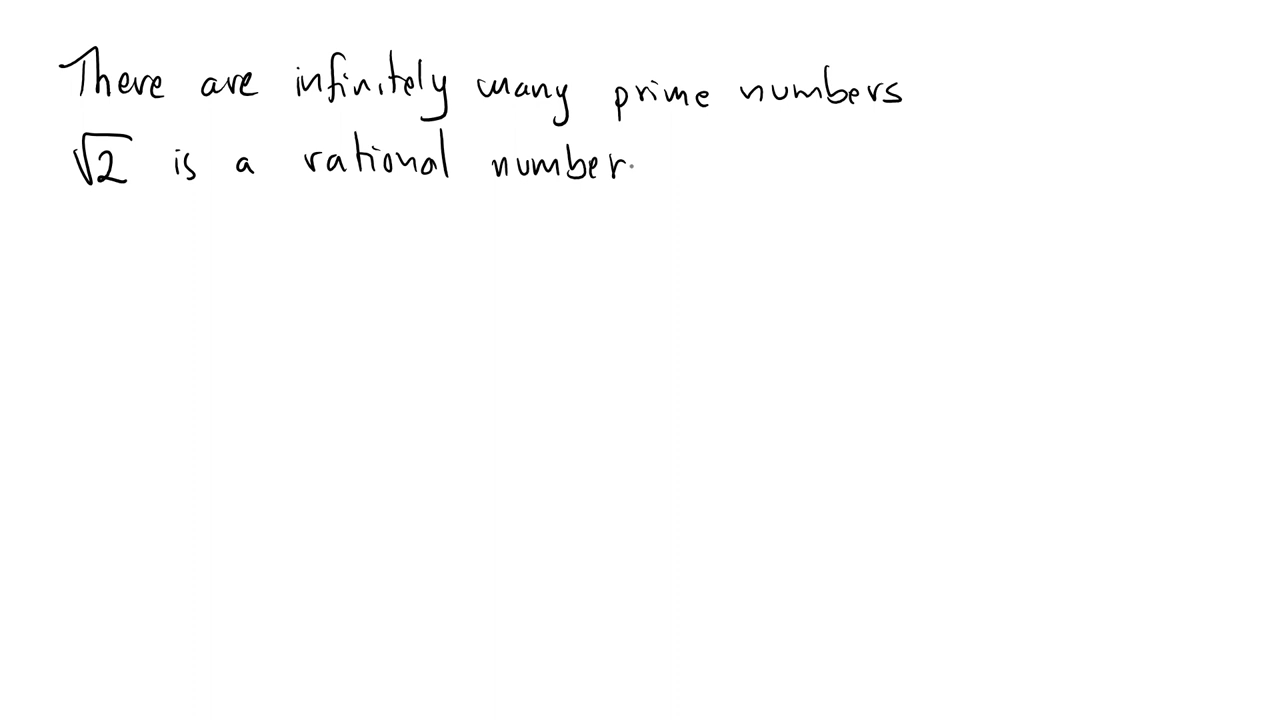 There are infinitely many prime numbers
√2 is a rational number.